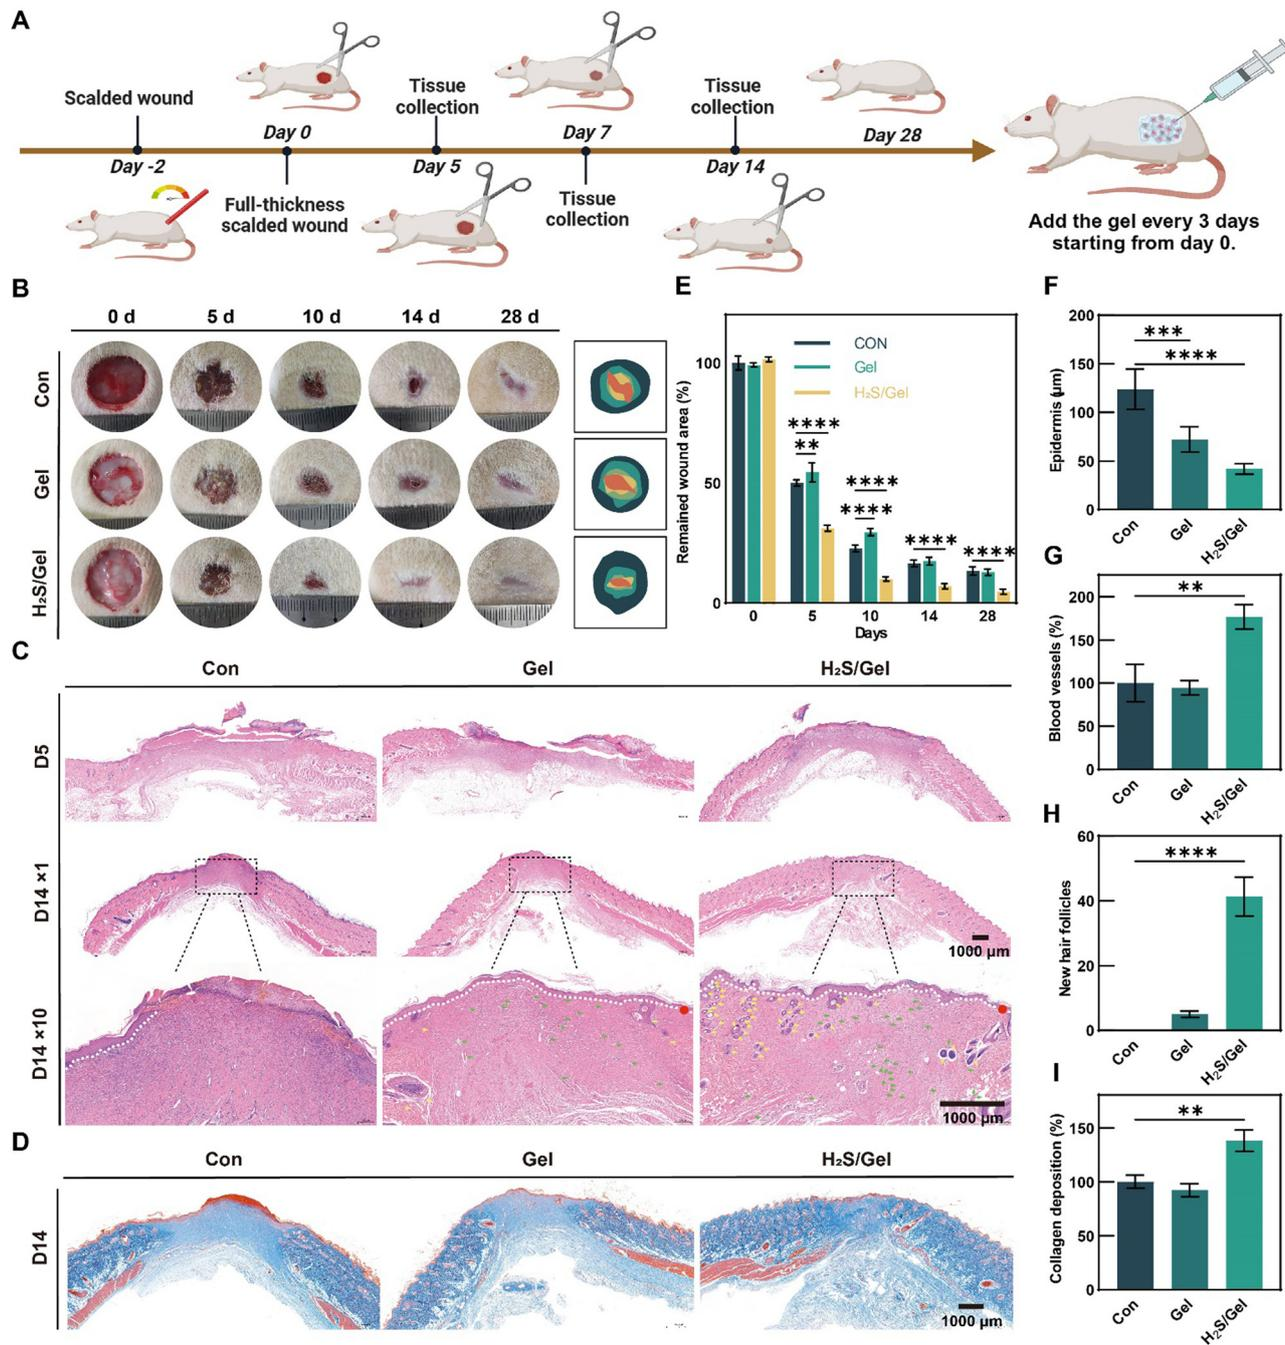 A
Scalded wound
Day -2
Day 0
Full-thickness
scalded wound
Tissue
collection
Day 5
Day 7
Tissue
collection
Tissue
collection
Day 14
Day 28
Add the gel every 3 days
starting from day 0.
B
0 d 5 d 10 d 14 d 28 d
Con
Gel
H₂S/Gel
E
Remained wound area (%)
100
50
0
CON
Gel
H₂S/Gel
****
**
****
****
****
****
0 5 10 14 28
Days
F
Epidermis (μm)
200
150
100
50
0
***
****
Con Gel H₂S/Gel
G
Blood vessels (%)
200
150
100
50
0
**
Con Gel H₂S/Gel
C
Con Gel H₂S/Gel
D5
D14 ×1
1000 μm
D14 ×10
1000 μm
H
New hair follicles
60
40
20
0
****
Con Gel H₂S/Gel
D
Con Gel H₂S/Gel
D14
1000 μm
I
Collagen deposition (%)
150
100
50
0
**
Con Gel H₂S/Gel